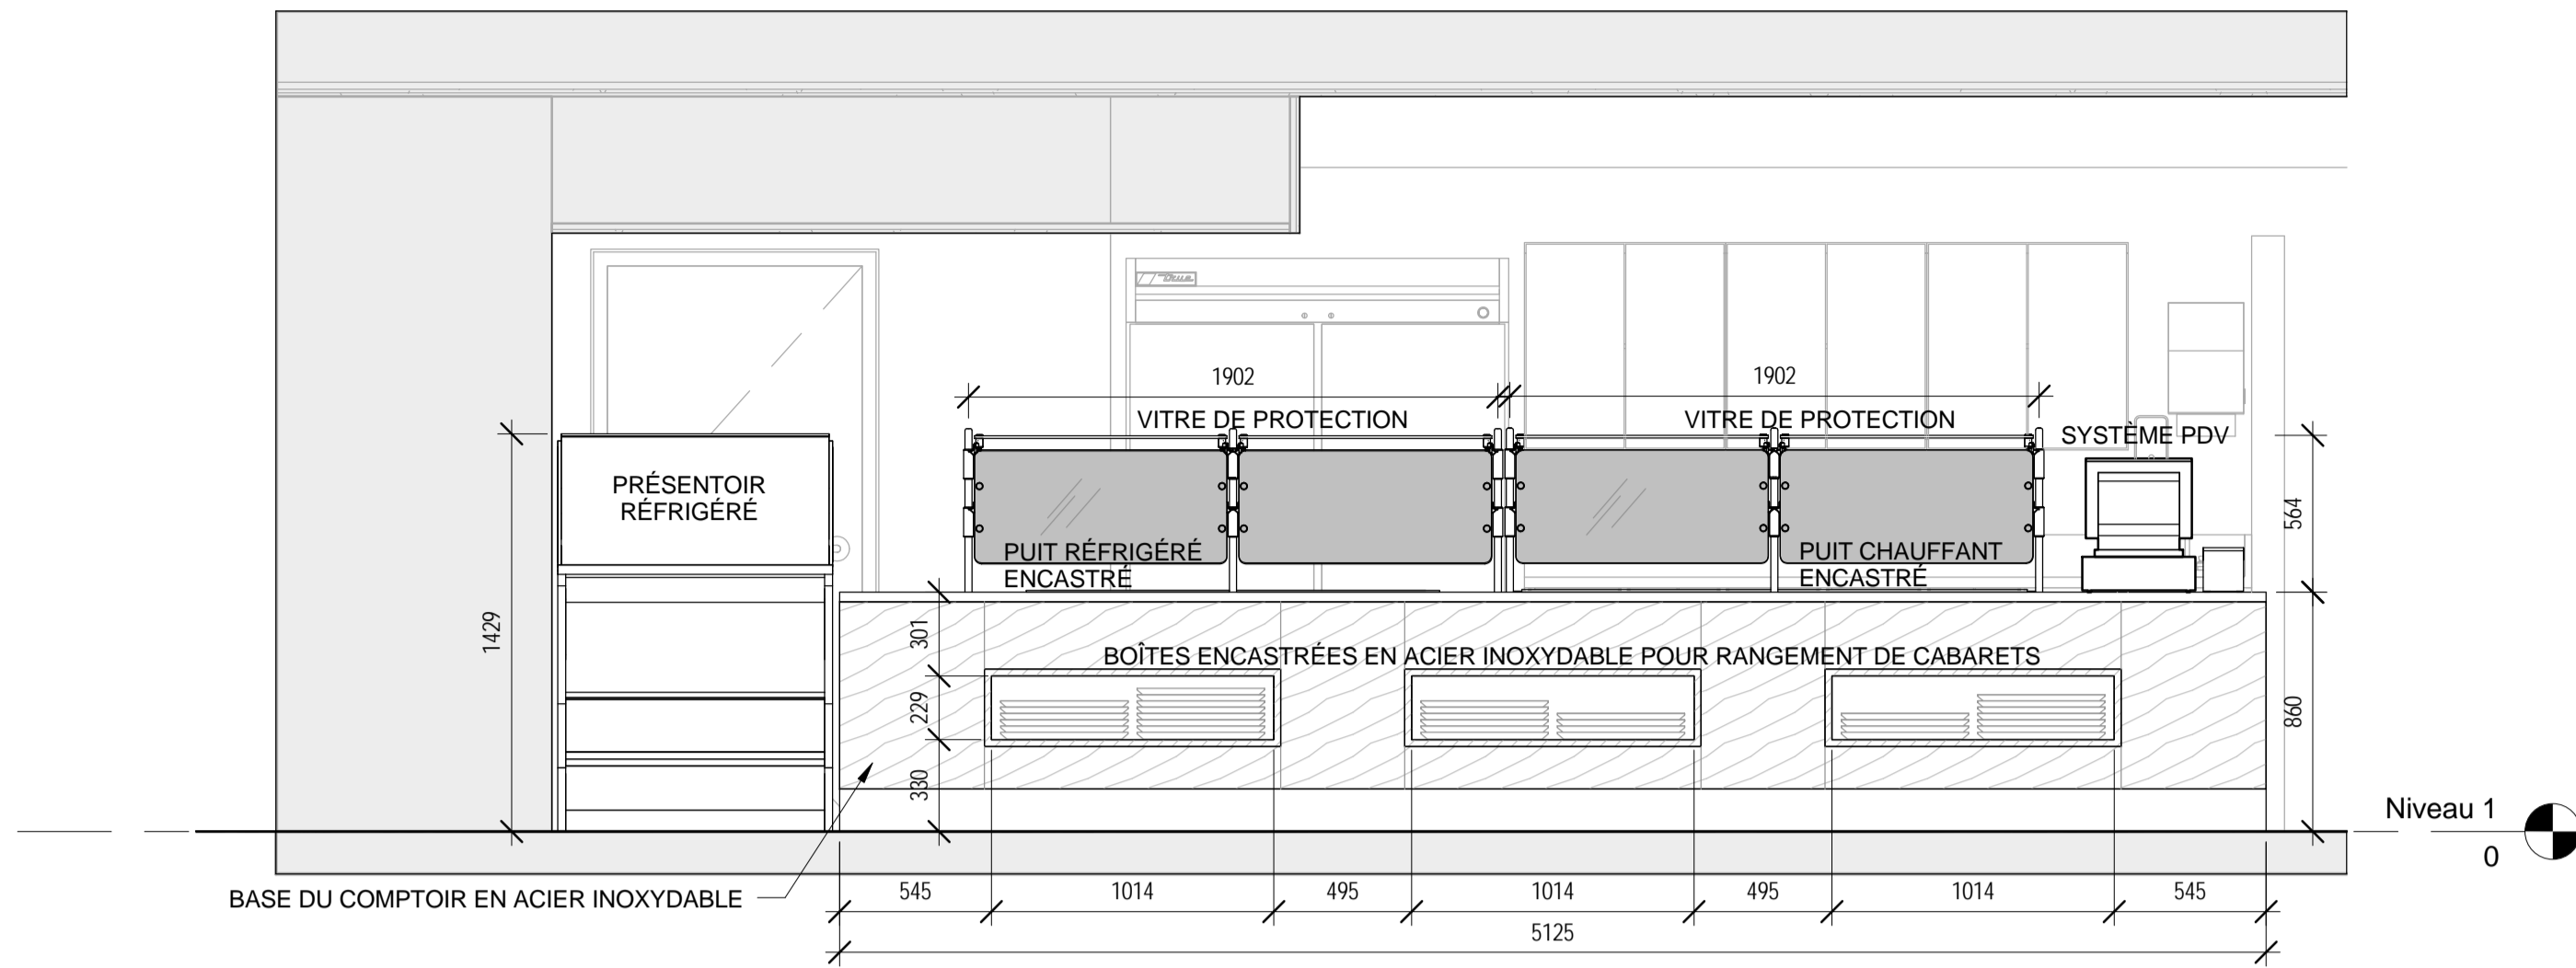 True
1902
1902
VITRE DE PROTECTION
VITRE DE PROTECTION
SYSTÈME PDV
PRÉSENTOIR
RÉFRIGÉRÉ
564
PUIT RÉFRIGÉRÉ
ENCASTRÉ
PUIT CHAUFFANT
ENCASTRÉ
1429
301
BOÎTES ENCASTRÉES EN ACIER INOXYDABLE POUR RANGEMENT DE CABARETS
229
860
330
Niveau 1
0
BASE DU COMPTOIR EN ACIER INOXYDABLE
545
1014
495
1014
495
1014
545
5125